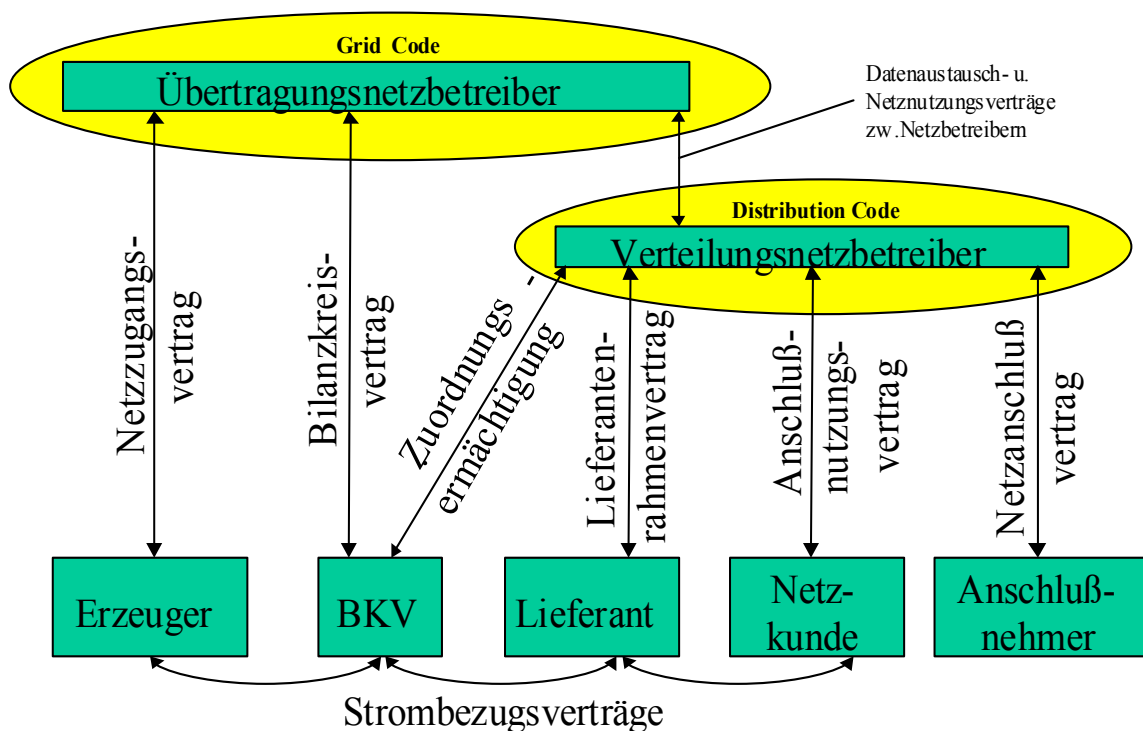 Grid Code
Übertragungsnetzbetreiber
Datenaustausch- u.
Netznutzungsverträge
zw.Netzbetreibern
Distribution Code
Verteilungsnetzbetreiber
Netzzugangs-
vertrag
Bilanzkreis-
vertrag
Zuordnungs -
ermächtigung
Lieferanten-
rahmenvertrag
Anschluß-
nutzungs-
vertrag
Netzanschluß
vertrag
Erzeuger
BKV
Lieferant
Netz-
kunde
Anschluß-
nehmer
Strombezugsverträge